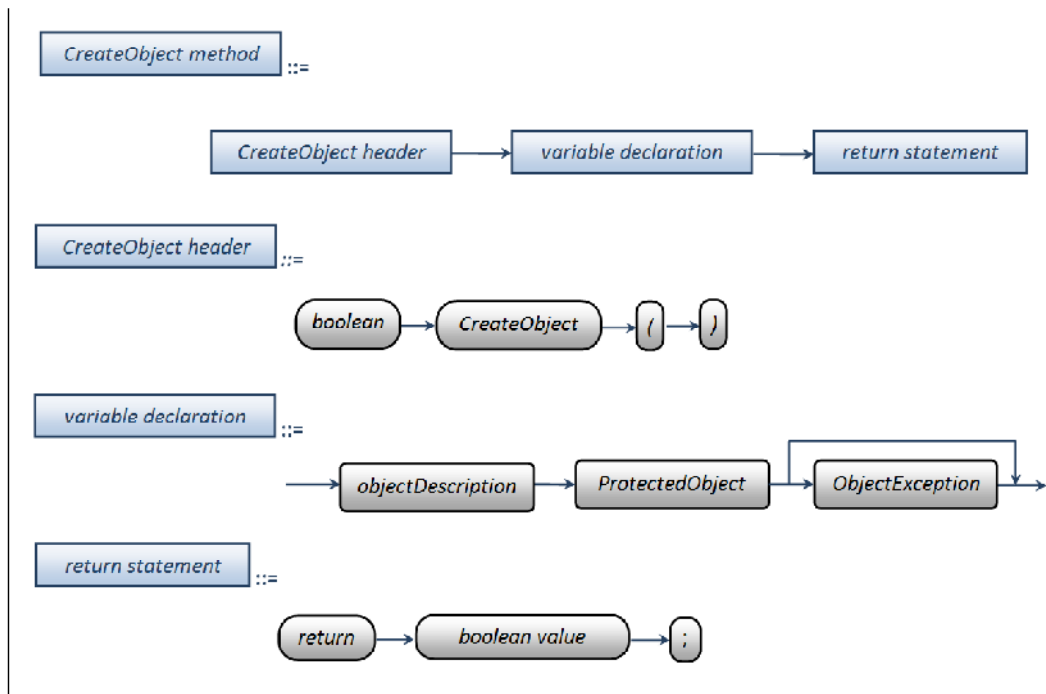 CreateObject method ::=
CreateObject header variable declaration return statement
CreateObject header ::=
boolean CreateObject ( )
variable declaration ::=
objectDescription ProtectedObject ObjectException
return statement ::=
return boolean value ;